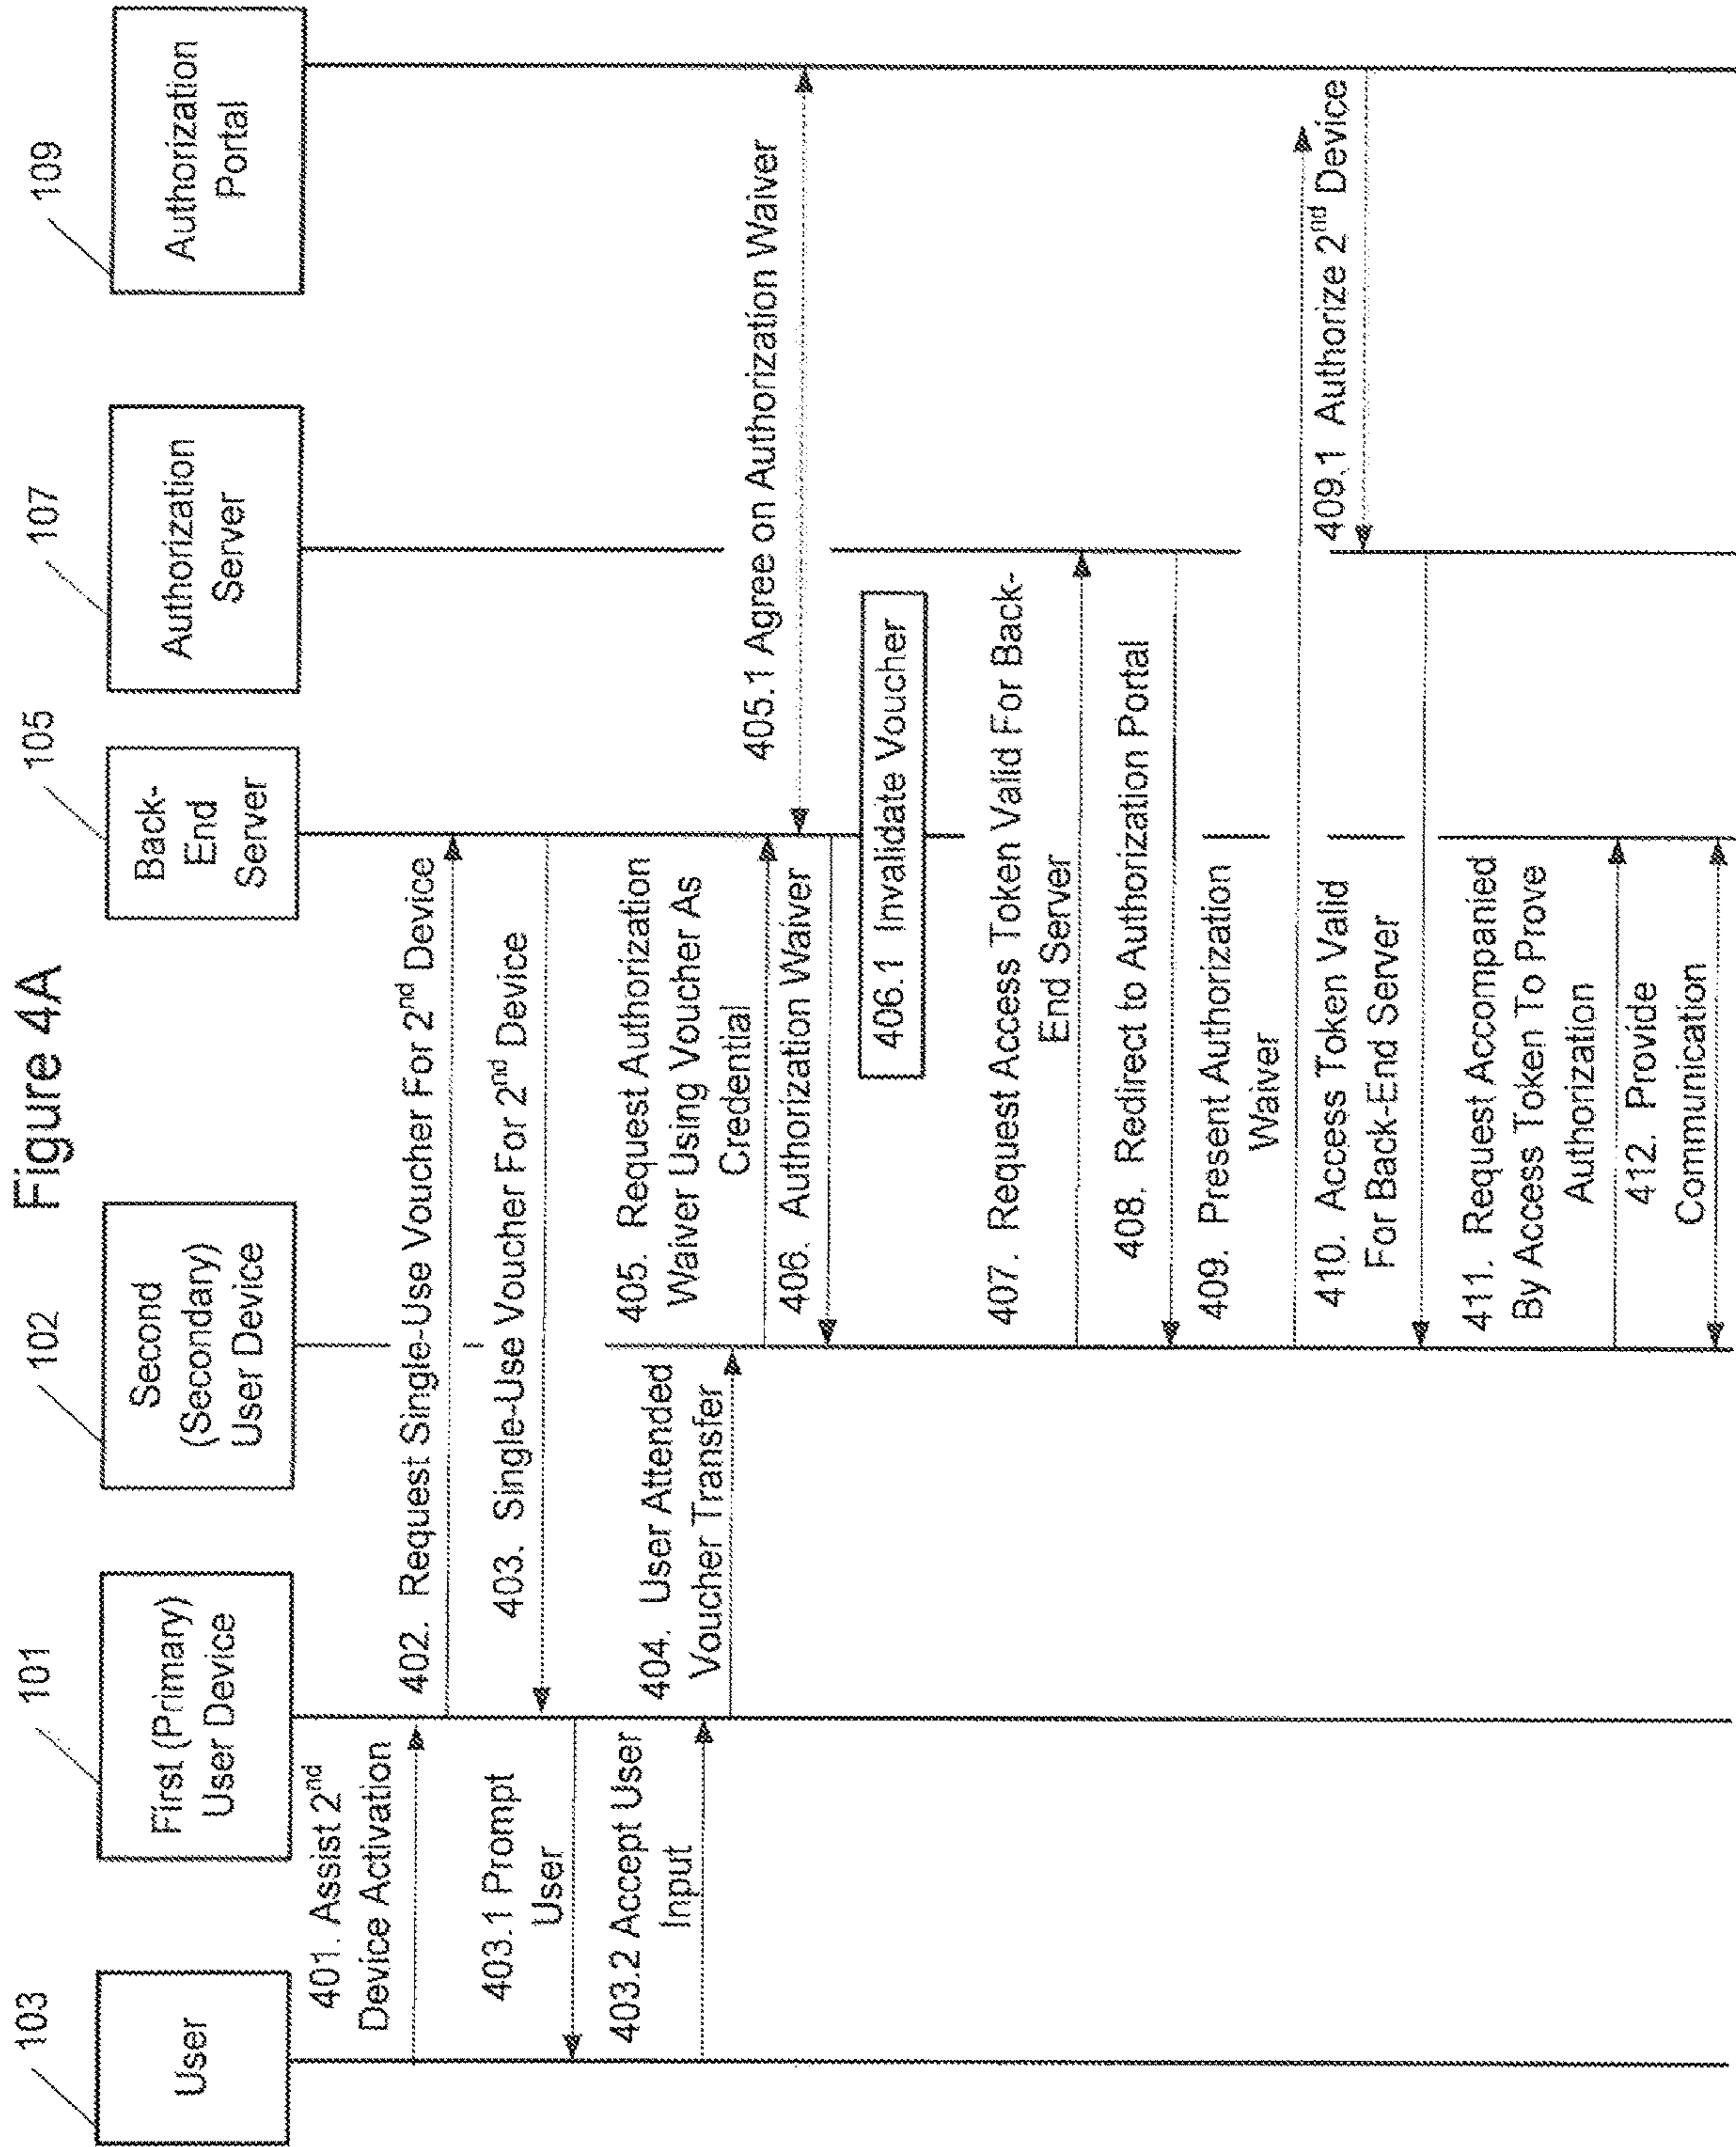 Figure 4A
103
User
101
First (Primary)
User Device
102
Second
(Secondary)
User Device
105
Back-
End
Server
107
Authorization
Server
109
Authorization
Portal
401. Assist 2nd
Device Activation
402. Request Single-Use Voucher For 2nd Device
403. Single-Use Voucher For 2nd Device
403.1 Prompt
User
403.2 Accept User
Input
404. User Attended
Voucher Transfer
405. Request Authorization
Waiver Using Voucher As
Credential
405.1 Agree on Authorization Waiver
406. Authorization Waiver
406.1 Invalidate Voucher
407. Request Access Token Valid For Back-
End Server
408. Redirect to Authorization Portal
409. Present Authorization
Waiver
409.1 Authorize 2nd Device
410. Access Token Valid
For Back-End Server
411. Request Accompanied
By Access Token To Prove
Authorization
412. Provide
Communication